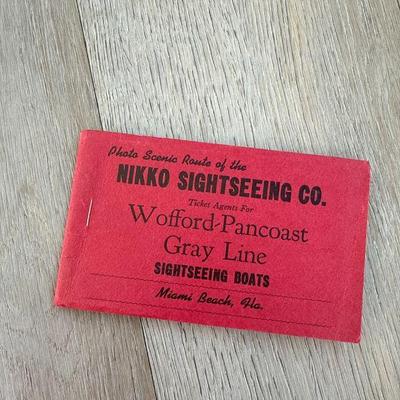 Photo Scenic Route of the
NIKKO SIGHTSEEING CO.
Ticket Agents For
Wofford-Pancoast
Gray Line
SIGHTSEEING BOATS
Miami Beach, Fla.